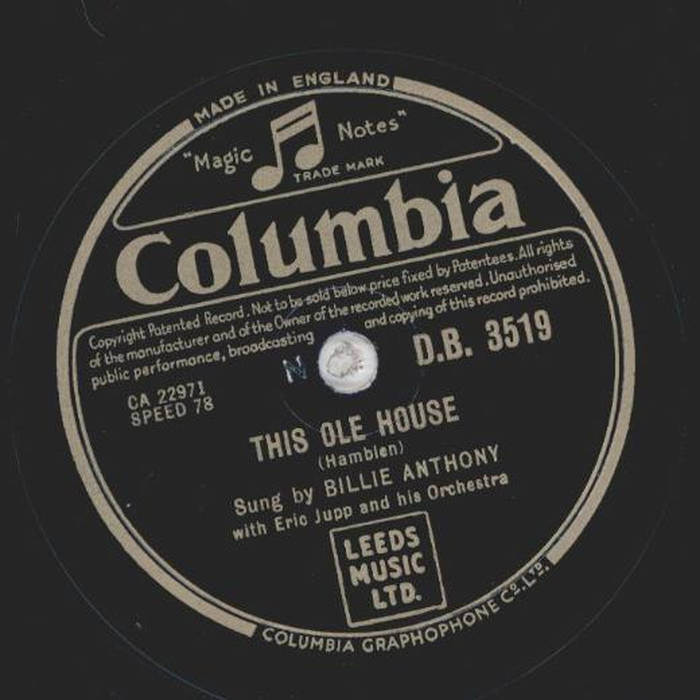 MADE IN ENGLAND
"Magic Notes"
TRADE MARK
Columbia
Copyright Patented Record. Not to be sold below price fixed by Patentees. All rights
of the manufacturer and of the Owner of the recorded work reserved. Unauthorised
public performance, broadcasting and copying of this record prohibited.
N
D.B. 3519
CA 22971
SPEED 78
THIS OLE HOUSE
(Hamblen)
Sung by BILLIE ANTHONY
with Eric Jupp and his Orchestra
LEEDS
MUSIC
LTD.
COLUMBIA GRAPHOPHONE CO. LTD.